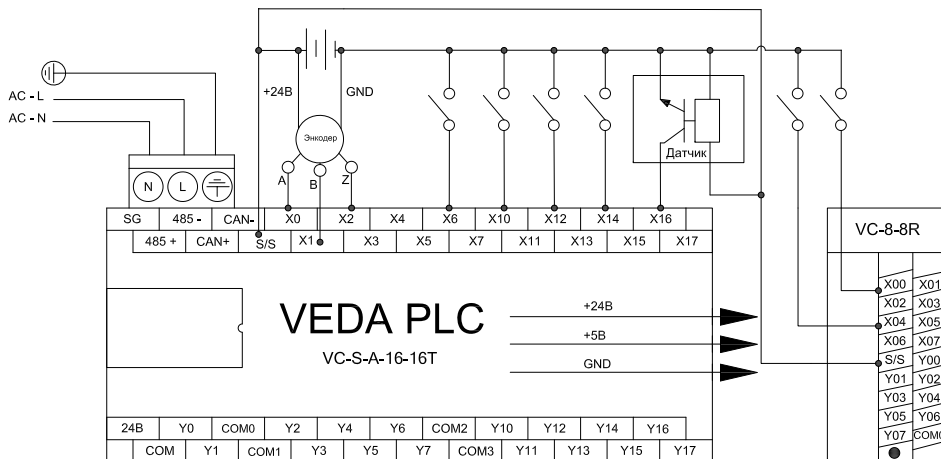 +24В
GND
AC - L
AC - N
Энкодер
A
B
Z
Датчик
N
L
SG
485 -
CAN-
X0
X2
X4
X6
X10
X12
X14
X16
485 +
CAN+
S/S
X1
X3
X5
X7
X11
X13
X15
X17
VC-8-8R
X00
X01
X02
X03
X04
X05
X06
X07
S/S
Y00
Y01
Y02
Y03
Y04
Y05
Y06
Y07
COM0
VEDA PLC
VC-S-A-16-16T
+24В
+5В
GND
24В
Y0
COM0
Y2
Y4
Y6
COM2
Y10
Y12
Y14
Y16
COM
Y1
COM1
Y3
Y5
Y7
COM3
Y11
Y13
Y15
Y17